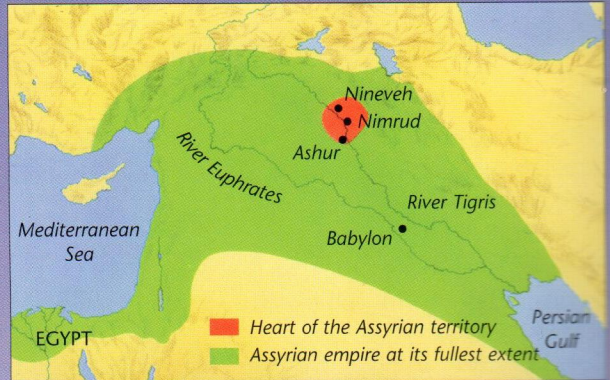 Nineveh
Nimrud
Ashur
River Euphrates
River Tigris
Mediterranean
Sea
Babylon
Persian
Gulf
EGYPT
Heart of the Assyrian territory
Assyrian empire at its fullest extent